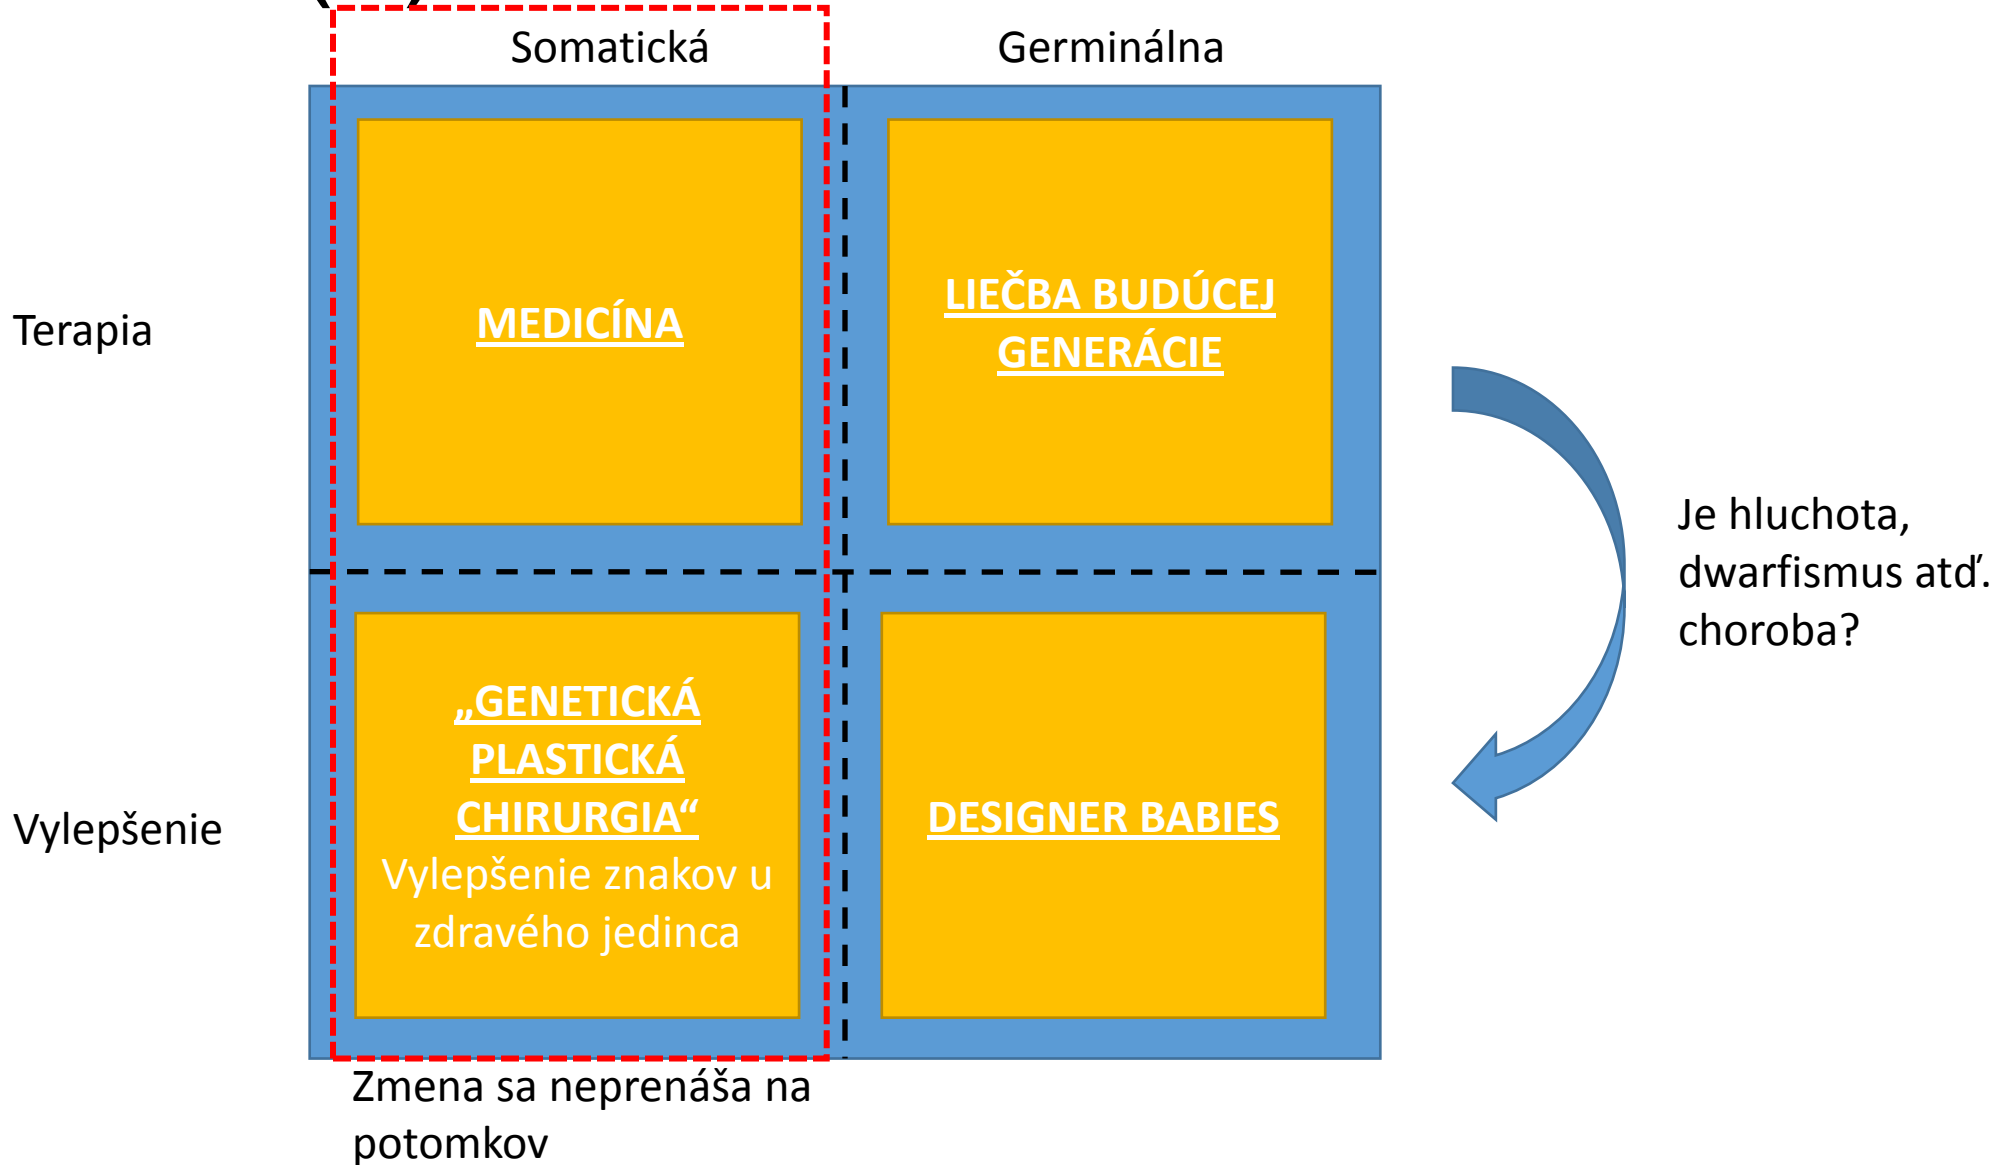 Somatická
Germinálna
Terapia
MEDICÍNA
LIEČBA BUDÚCEJ
GENERÁCIE
Je hluchota,
dwarfismus atď.
choroba?
Vylepšenie
„GENETICKÁ
PLASTICKÁ
CHIRURGIA“
Vylepšenie znakov u
zdravého jedinca
DESIGNER BABIES
Zmena sa neprenáša na
potomkov